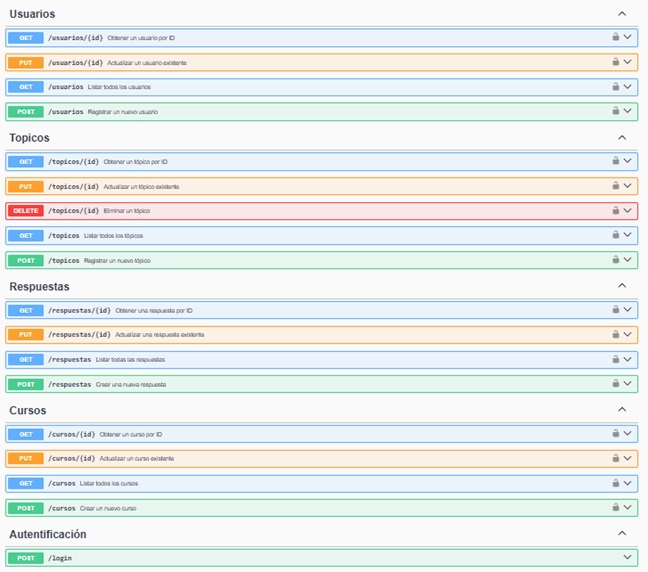 Usuarios
GET /usuarios/{id} Obtener un usuario por ID
PUT /usuarios/{id} Actualizar un usuario existente
GET /usuarios Listar todos los usuarios
POST /usuarios Registrar un nuevo usuario
Topicos
GET /topicos/{id} Obtener un tópico por ID
PUT /topicos/{id} Actualizar un tópico existente
DELETE /topicos/{id} Eliminar un tópico
GET /topicos Listar todos los tópicos
POST /topicos Registrar un nuevo tópico
Respuestas
GET /respuestas/{id} Obtener una respuesta por ID
PUT /respuestas/{id} Actualizar una respuesta existente
GET /respuestas Listar todas las respuestas
POST /respuestas Crear una nueva respuesta
Cursos
GET /cursos/{id} Obtener un curso por ID
PUT /cursos/{id} Actualizar un curso existente
GET /cursos Listar todos los cursos
POST /cursos Crear un nuevo curso
Autentificación
POST /login